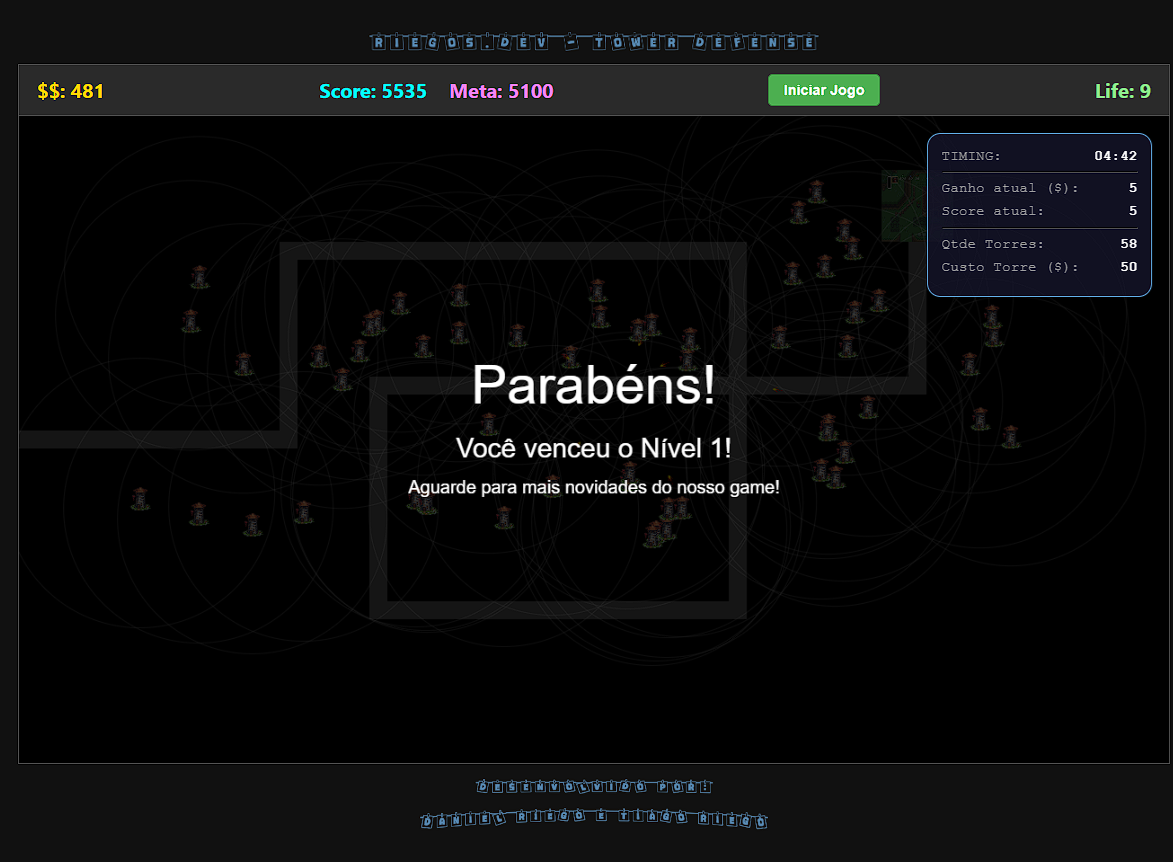 RIEGOS.DEV - TOWER DEFENSE
$$: 481 Score: 5535 Meta: 5100 Iniciar Jogo Life: 9
TIMING: 04:42
Ganho atual ($): 5
Score atual: 5
Qtde Torres: 58
Custo Torre ($): 50
Parabéns!
Você venceu o Nível 1!
Aguarde para mais novidades do nosso game!
DESENVOLVIDO POR:
DANIEL RIEGO E TIAGO RIEGO